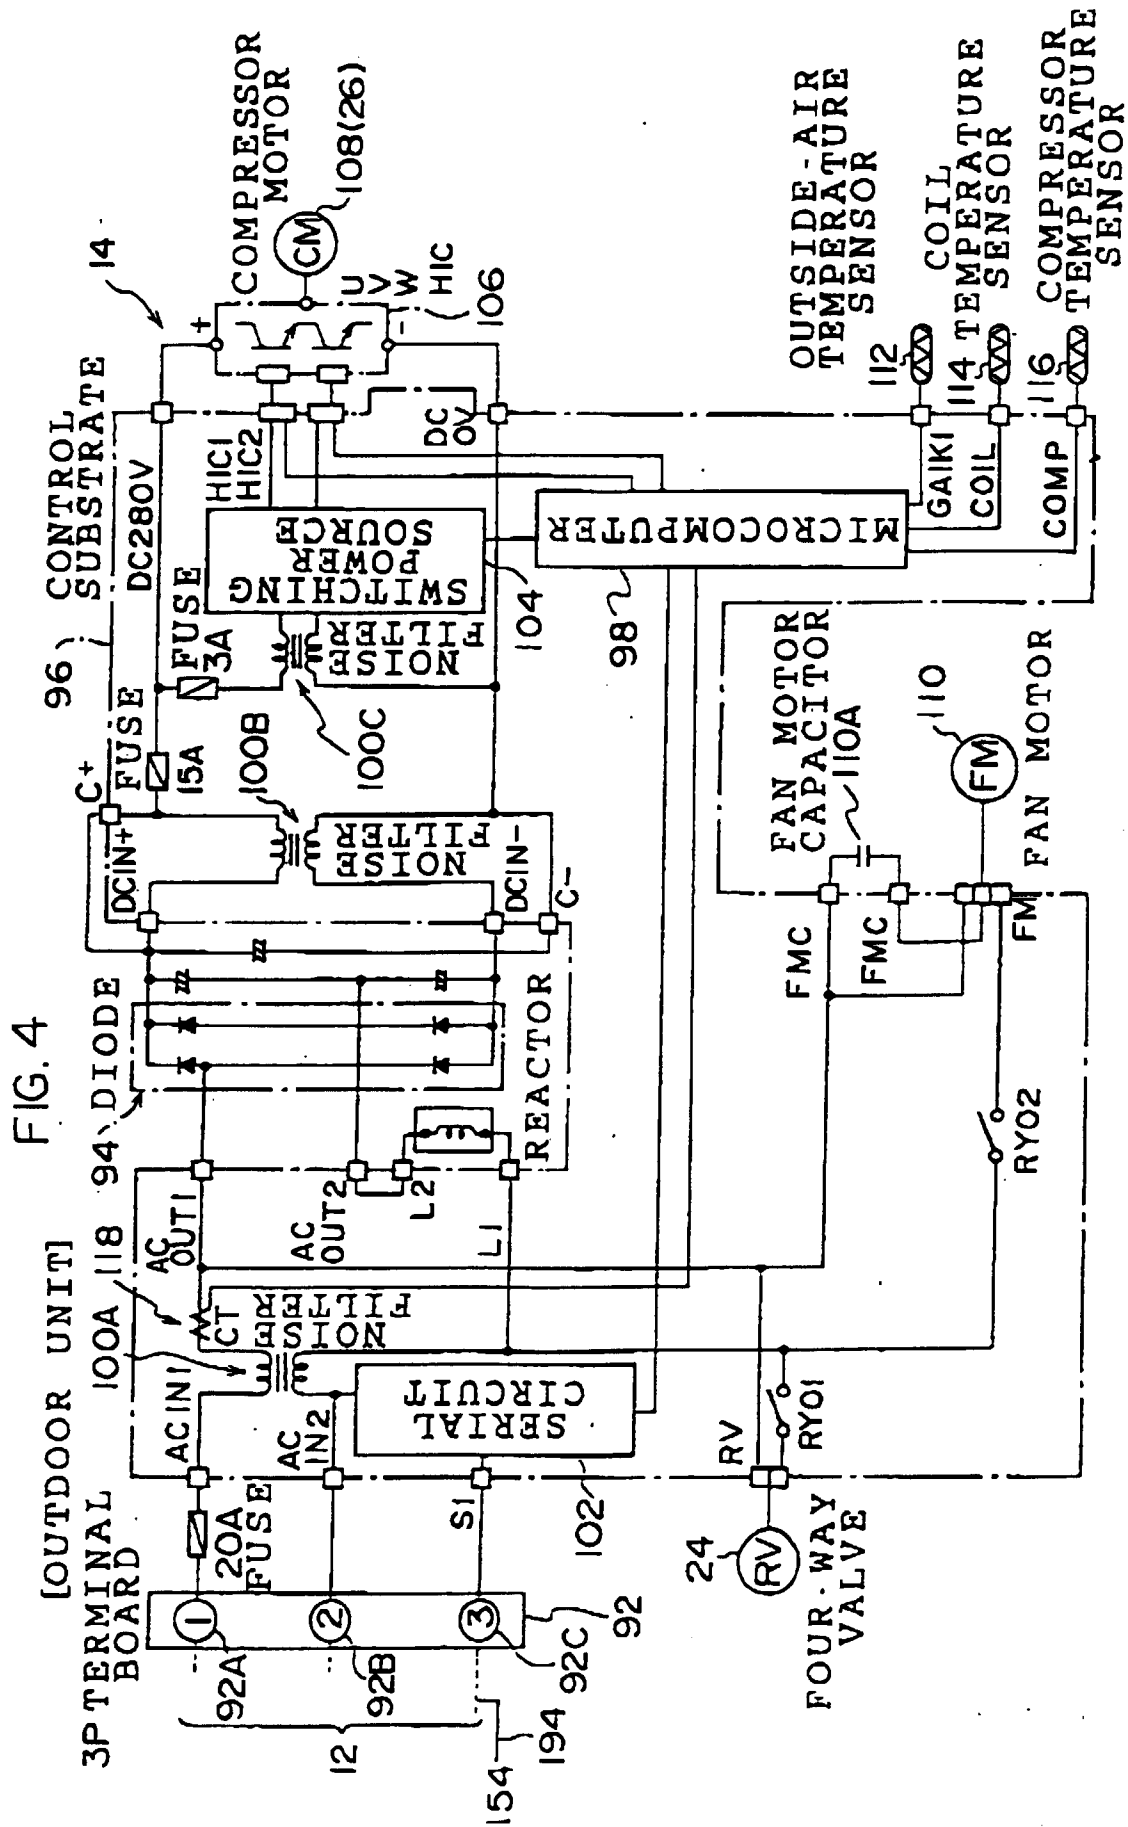 FIG. 4
[OUTDOOR UNIT]
3P TERMINAL
BOARD
1
2
3
92A
92B
92C
92
12
154
194
20A
FUSE
AC IN1
AC
IN2
S1
100A
118
CT
NOISE
FILTER
SERIAL
CIRCUIT
102
AC
OUT1
AC
OUT2
L2
L1
94
DIODE
REACTOR
DCIN+
DCIN-
C+
C-
NOISE
FILTER
100B
FUSE
15A
FUSE
3A
100C
NOISE
FILTER
96
CONTROL
SUBSTRATE
DC280V
SWITCHING
POWER
SOURCE
104
HIC1
HIC2
DC
0V
14
+
-
U
V
W
HIC
106
COMPRESSOR
MOTOR
CM
108(26)
MICROCOMPUTER
98
GAIKI
COIL
COMP
OUTSIDE-AIR
TEMPERATURE
SENSOR
112
COIL
TEMPERATURE
SENSOR
114
COMPRESSOR
TEMPERATURE
SENSOR
116
FAN MOTOR
CAPACITOR
110A
FMC
FMC
FM
FM
110
FAN MOTOR
RY02
RY01
RV
24
RV
FOUR-WAY
VALVE